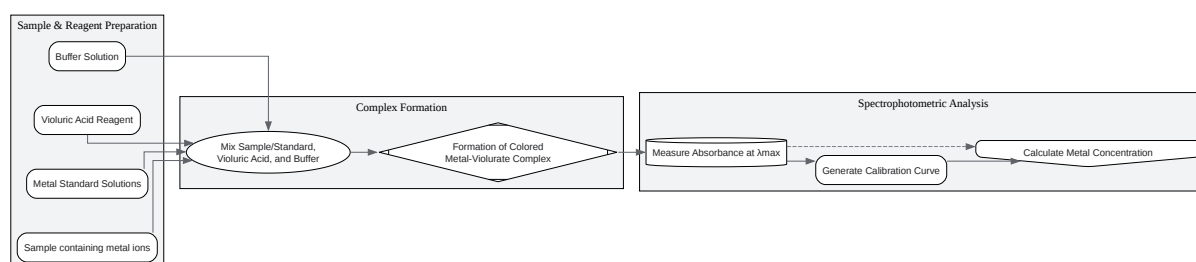 Sample & Reagent Preparation
Buffer Solution
Violuric Acid Reagent
Metal Standard Solutions
Sample containing metal ions
Complex Formation
Mix Sample/Standard,
Violuric Acid, and Buffer
Formation of Colored
Metal-Violurate Complex
Spectrophotometric Analysis
Measure Absorbance at λmax
Generate Calibration Curve
Calculate Metal Concentration